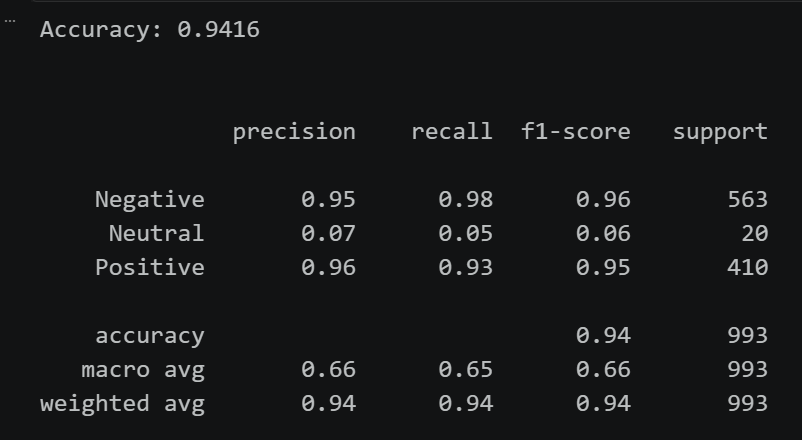 Accuracy: 0.9416
precision recall f1-score support
Negative 0.95 0.98 0.96 563
Neutral 0.07 0.05 0.06 20
Positive 0.96 0.93 0.95 410
accuracy 0.94 993
macro avg 0.66 0.65 0.66 993
weighted avg 0.94 0.94 0.94 993